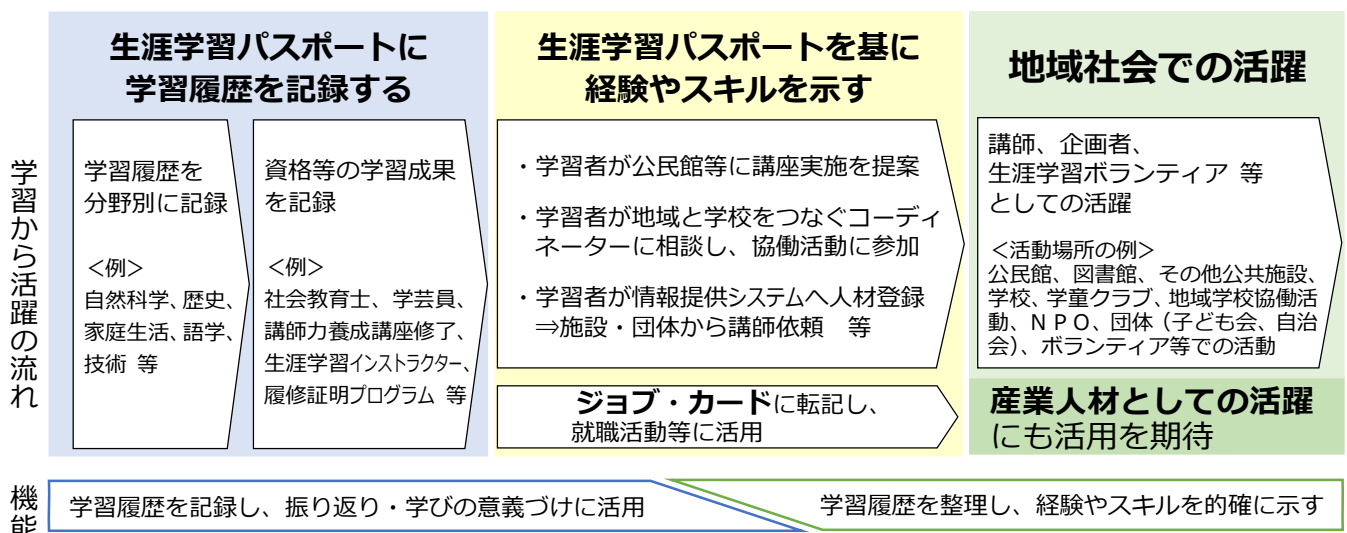 学習から活躍の流れ
生涯学習パスポートに
学習履歴を記録する
学習履歴を
分野別に記録
<例>
自然科学、歴史、
家庭生活、語学、
技術 等
資格等の学習成果
を記録
<例>
社会教育士、学芸員、
講師力養成講座修了、
生涯学習インストラクター、
履修証明プログラム 等
生涯学習パスポートを基に
経験やスキルを示す
・学習者が公民館等に講座実施を提案
・学習者が地域と学校をつなぐコーディ
ネーターに相談し、協働活動に参加
・学習者が情報提供システムへ人材登録
⇒施設・団体から講師依頼 等
ジョブ・カードに転記し、
就職活動等に活用
地域社会での活躍
講師、企画者、
生涯学習ボランティア 等
としての活躍
<活動場所の例>
公民館、図書館、その他公共施設、
学校、学童クラブ、地域学校協働活
動、ＮＰＯ、団体（子ども会、自治
会）、ボランティア等での活動
産業人材としての活躍
にも活用を期待
機能
学習履歴を記録し、振り返り・学びの意義づけに活用
学習履歴を整理し、経験やスキルを的確に示す